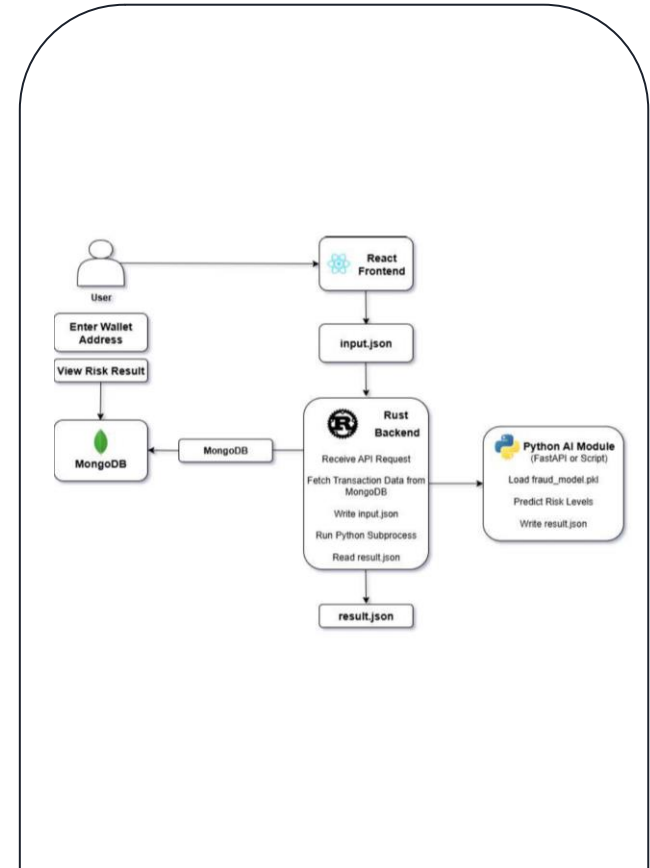 React
Frontend
User
Enter Wallet
Address
input.json
View Risk Result
MongoDB
MongoDB
R
Rust
Backend
Receive API Request
Fetch Transaction Data from
MongoDB
Write input.json
Run Python Subprocess
Read result.json
Python AI Module
(FastAPI or Script)
Load fraud_model.pkl
Predict Risk Levels
Write result.json
result.json